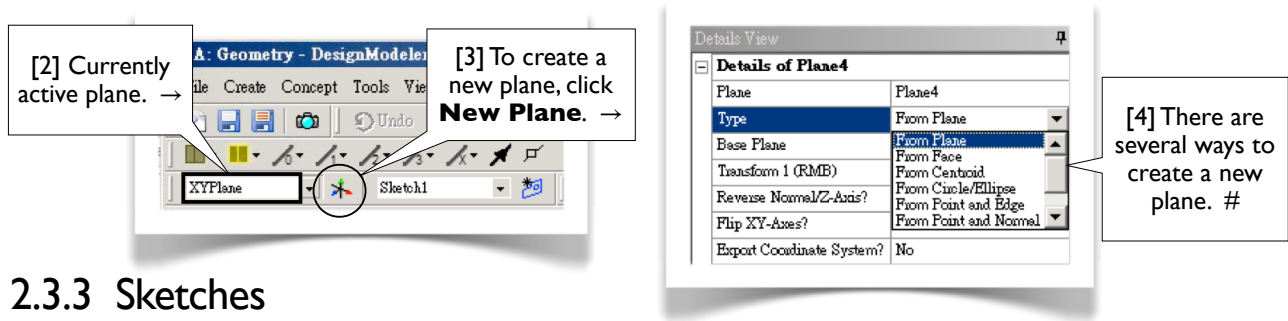 [2] Currently
active plane. →
A: Geometry - DesignModeler
[3] To create a
new plane, click
New Plane. →
ile Create Concept Tools Vie
Undo
XYPlane
Sketch1
Details View
Details of Plane4
Plane Plane4
Type From Plane
Base Plane From Plane
From Face
Transform 1 (RMB) From Centroid
Reverse Normal/Z-Axis? From Circle/Ellipse
From Point and Edge
Flip XY-Axes? From Point and Normal
Export Coordinate System? No
[4] There are
several ways to
create a new
plane. #
2.3.3 Sketches